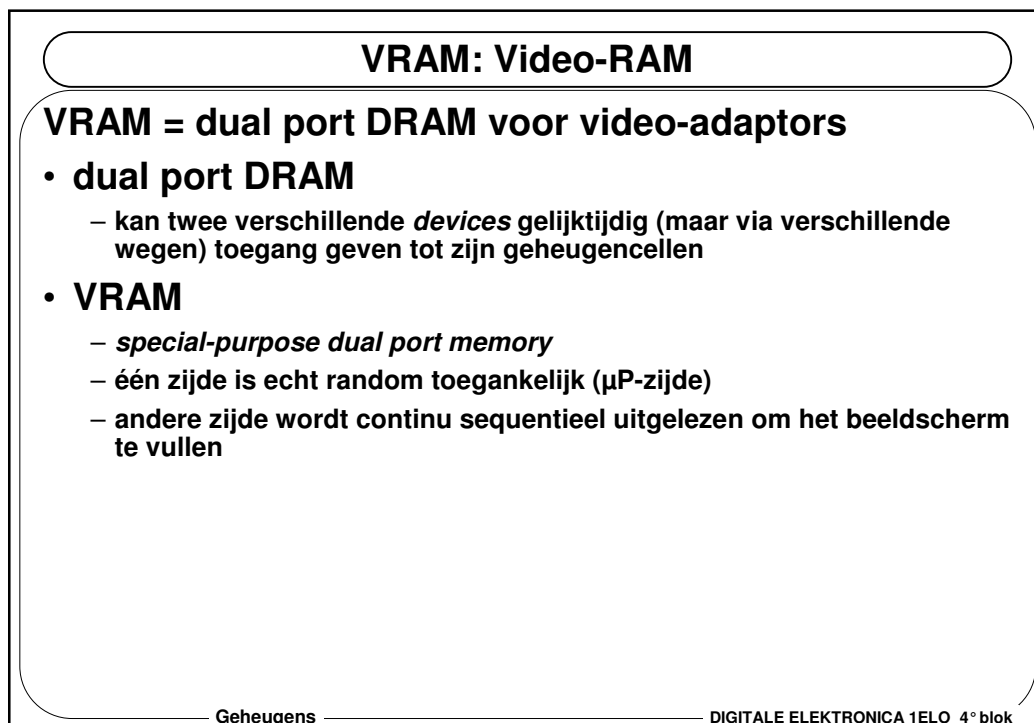 VRAM: Video-RAM
VRAM = dual port DRAM voor video-adaptors
• dual port DRAM
– kan twee verschillende devices gelijktijdig (maar via verschillende
wegen) toegang geven tot zijn geheugencellen
• VRAM
– special-purpose dual port memory
– één zijde is echt random toegankelijk (µP-zijde)
– andere zijde wordt continu sequentieel uitgelezen om het beeldscherm
te vullen
Geheugens
DIGITALE ELEKTRONICA 1ELO 4° blok